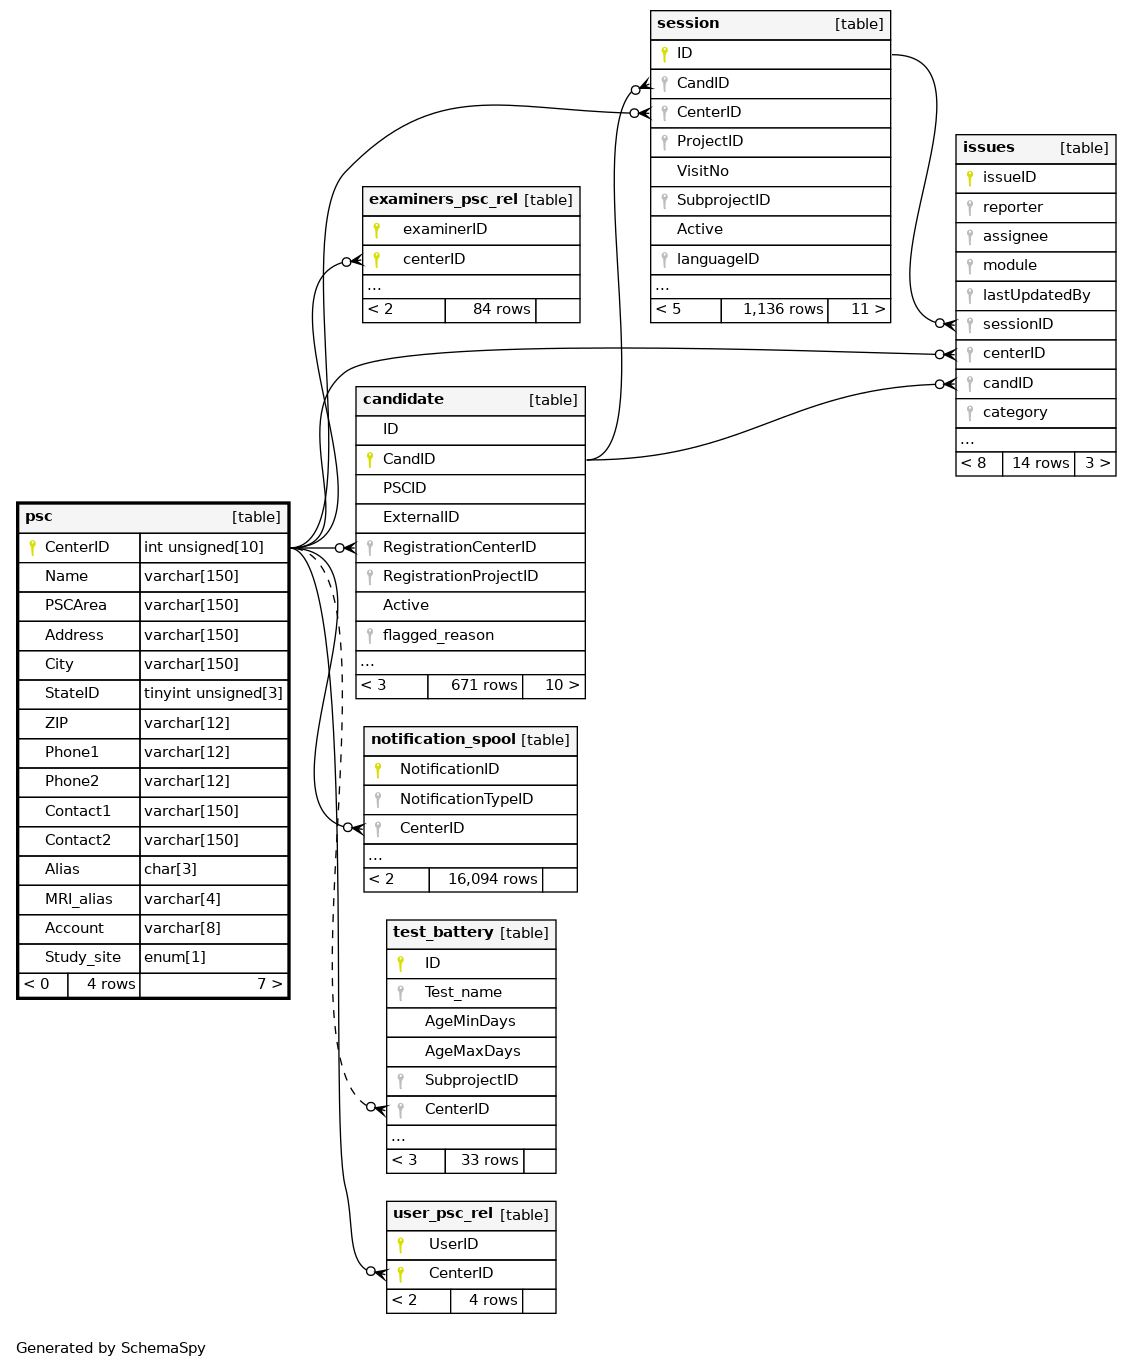 session [table]
ID
CandID
CenterID
ProjectID
VisitNo
SubprojectID
Active
languageID
...
< 5 1,136 rows 11 >
issues [table]
issueID
reporter
assignee
module
lastUpdatedBy
sessionID
centerID
candID
category
...
< 8 14 rows 3 >
examiners_psc_rel [table]
examinerID
centerID
...
< 2 84 rows
candidate [table]
ID
CandID
PSCID
ExternalID
RegistrationCenterID
RegistrationProjectID
Active
flagged_reason
...
< 3 671 rows 10 >
psc [table]
CenterID int unsigned[10]
Name varchar[150]
PSCArea varchar[150]
Address varchar[150]
City varchar[150]
StateID tinyint unsigned[3]
ZIP varchar[12]
Phone1 varchar[12]
Phone2 varchar[12]
Contact1 varchar[150]
Contact2 varchar[150]
Alias char[3]
MRI_alias varchar[4]
Account varchar[8]
Study_site enum[1]
< 0 4 rows 7 >
notification_spool [table]
NotificationID
NotificationTypeID
CenterID
...
< 2 16,094 rows
test_battery [table]
ID
Test_name
AgeMinDays
AgeMaxDays
SubprojectID
CenterID
...
< 3 33 rows
user_psc_rel [table]
UserID
CenterID
< 2 4 rows
Generated by SchemaSpy